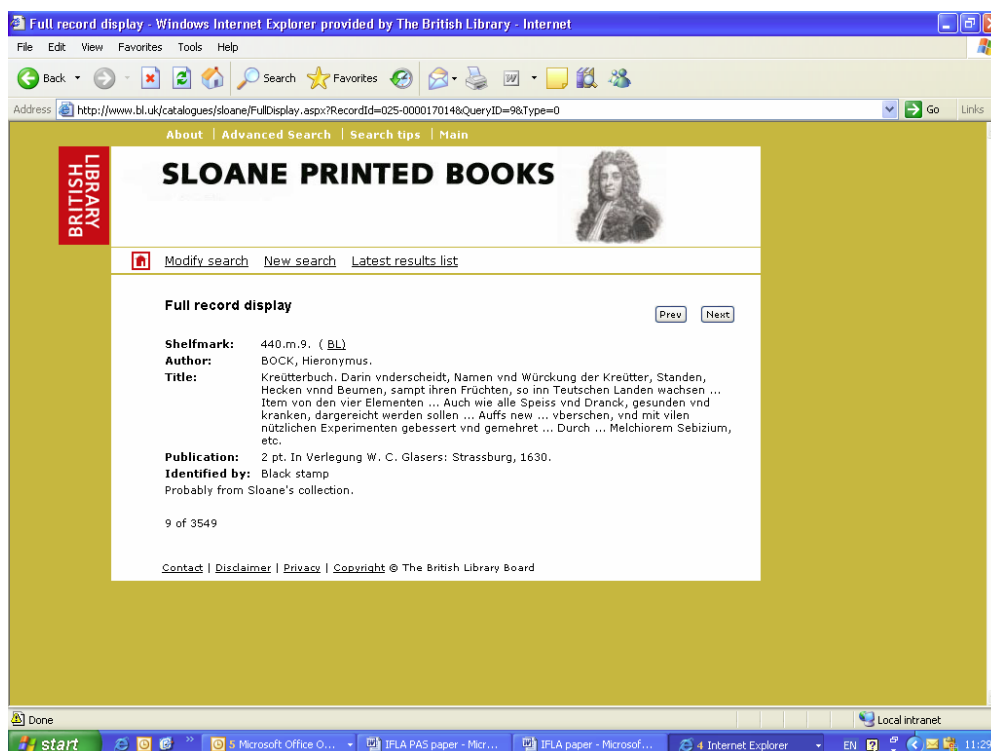 Full record display - Windows Internet Explorer provided by The British Library - Internet
File Edit View Favorites Tools Help
Back Search Favorites
Address http://www.bl.uk/catalogues/sloane/FullDisplay.aspx?RecordId=025-000017014&QueryID=9&Type=0 Go Links
About | Advanced Search | Search tips | Main
LIBRARY
BRITISH
SLOANE PRINTED BOOKS
Modify search New search Latest results list
Full record display
Prev Next
Shelfmark: 440.m.9. ( BL)
Author: BOCK, Hieronymus.
Title: Kreütterbuch. Darin vnderscheidt, Namen vnd Würckung der Kreütter, Standen,
Hecken vnnd Beumen, sampt ihren Früchten, so inn Teutschen Landen wachsen ...
Item von den vier Elementen ... Auch wie alle Speiss vnd Dranck, gesunden vnd
kranken, dargereicht werden sollen ... Auffs new ... vberschen, vnd mit vilen
nützlichen Experimenten gebessert vnd gemehret ... Durch ... Melchiorem Sebizium,
etc.
Publication: 2 pt. In Verlegung W. C. Glasers: Strassburg, 1630.
Identified by: Black stamp
Probably from Sloane's collection.
9 of 3549
Contact | Disclaimer | Privacy | Copyright © The British Library Board
Done Local intranet
start 5 Microsoft Office O... IFLA PAS paper - Micr... IFLA paper - Microsof... 4 Internet Explorer EN 11:29